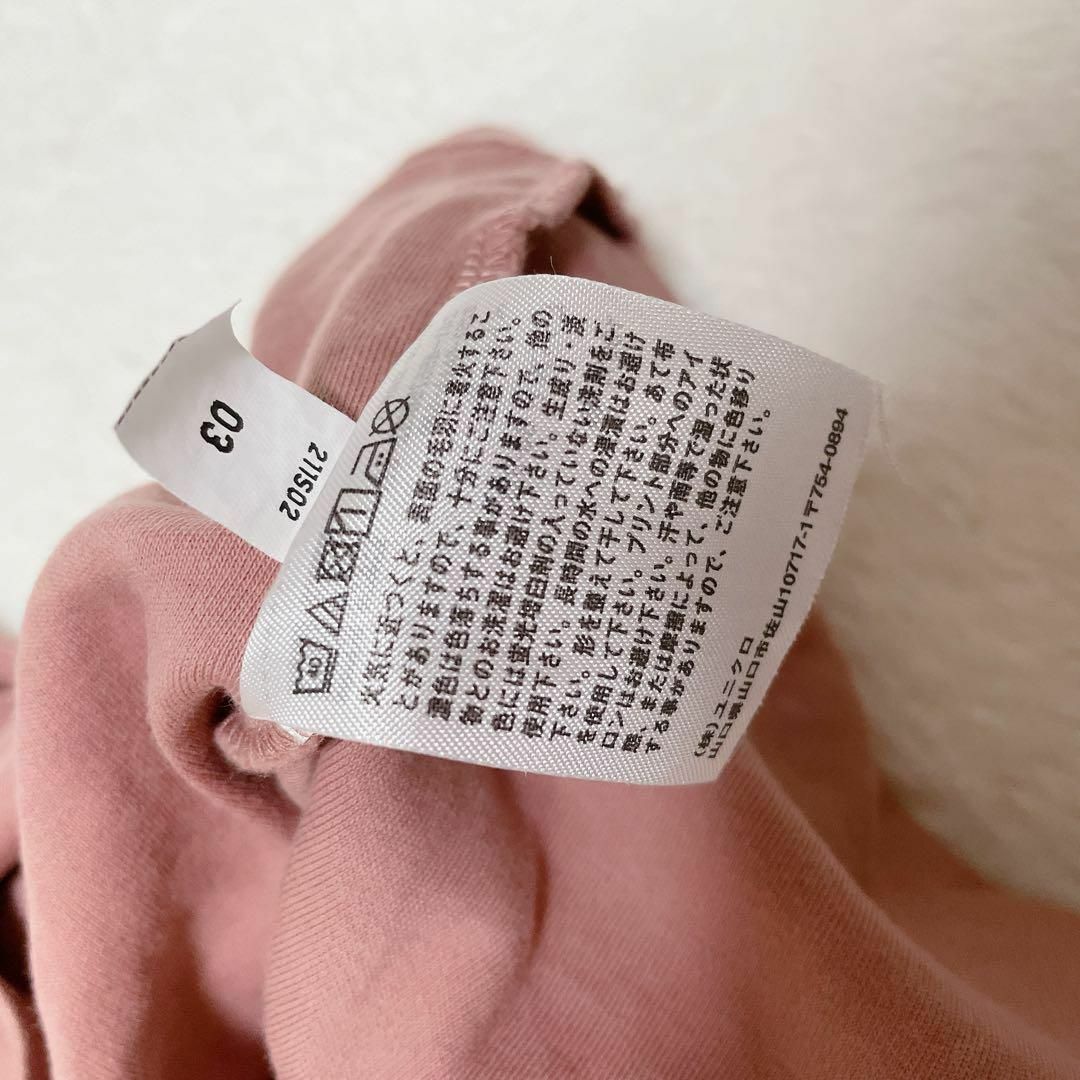 03
211S02
40
火気に近づくと、表面の毛羽に着火するこ
とがありますので、十分にご注意下さい。
濃色は色落ちする事がありますので、他の
物とのお洗濯はお避け下さい。生成り・淡
色には蛍光増白剤の入っていない洗剤をご
使用下さい。長時間の水への浸漬はお避け
下さい。形を整えて干して下さい。あて布
を使用して下さい。プリント部分へのアイ
ロンはお避け下さい。汗や雨等で湿った状
態、または摩擦によって、他の物に色移り
する事がありますので、ご注意下さい。
(株)ユニクロ
山口県山口市佐山10717-1〒754-0894